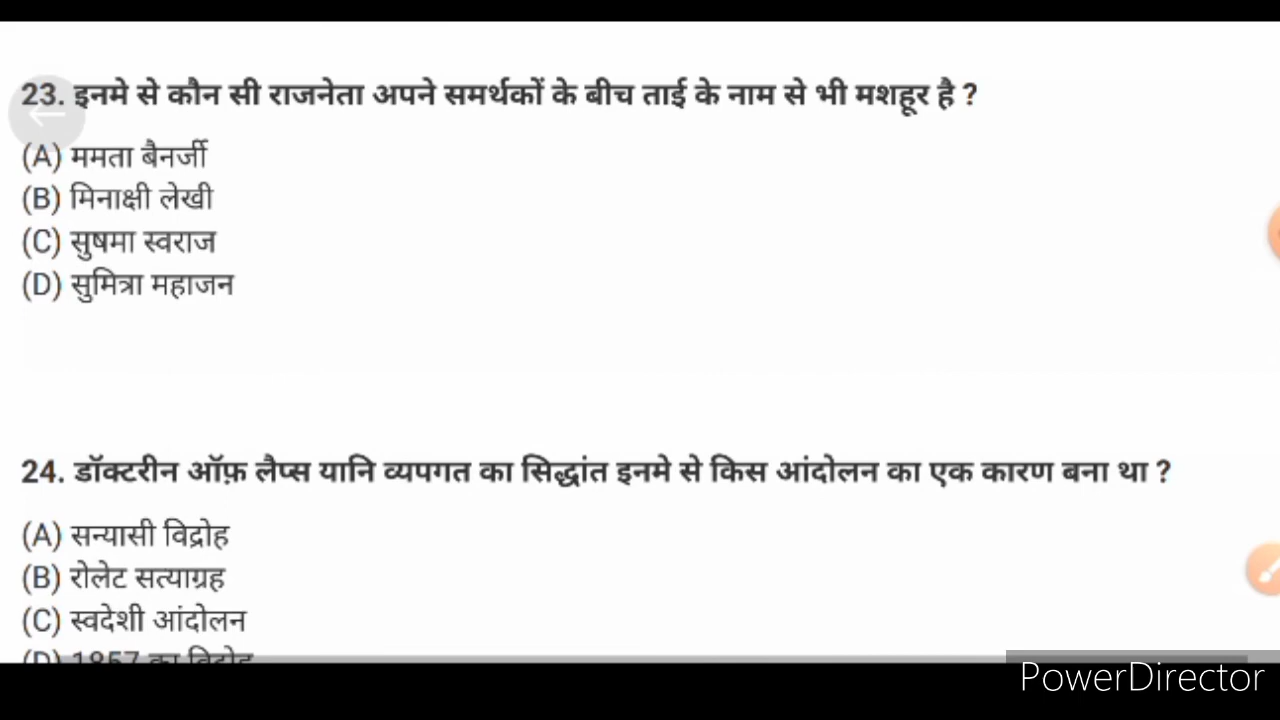 23. इनमे से कौन सी राजनेता अपने समर्थकों के बीच ताई के नाम से भी मशहूर है ?
(A) ममता बैनर्जी
(B) मिनाक्षी लेखी
(C) सुषमा स्वराज
(D) सुमित्रा महाजन
24. डॉक्टरीन ऑफ़ लैप्स यानि व्यपगत का सिद्धांत इनमे से किस आंदोलन का एक कारण बना था ?
(A) सन्यासी विद्रोह
(B) रोलेट सत्याग्रह
(C) स्वदेशी आंदोलन
(D) 1857 का विद्रोह
PowerDirector